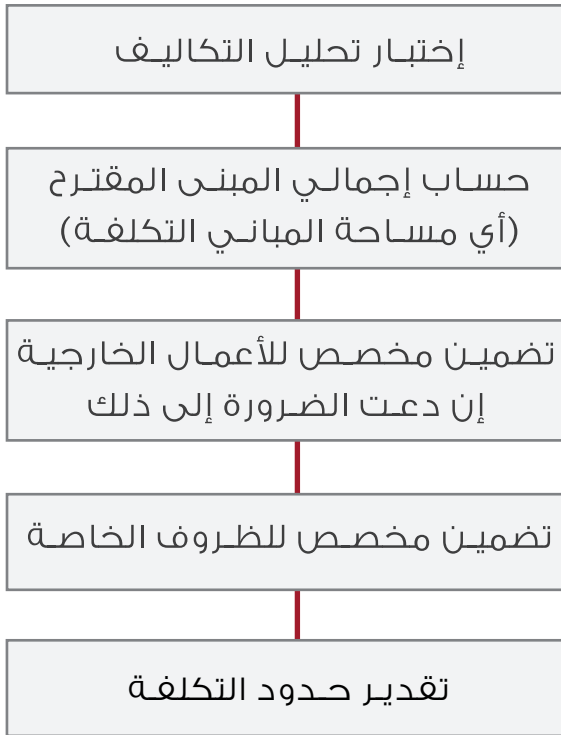 إختبار تحليل التكاليف
حساب إجمالي المبنى المقترح
(أي مساحة المباني التكلفة)
تضمين مخصص للأعمال الخارجية
إن دعت الضرورة إلى ذلك
تضمين مخصص للظروف الخاصة
تقدير حدود التكلفة